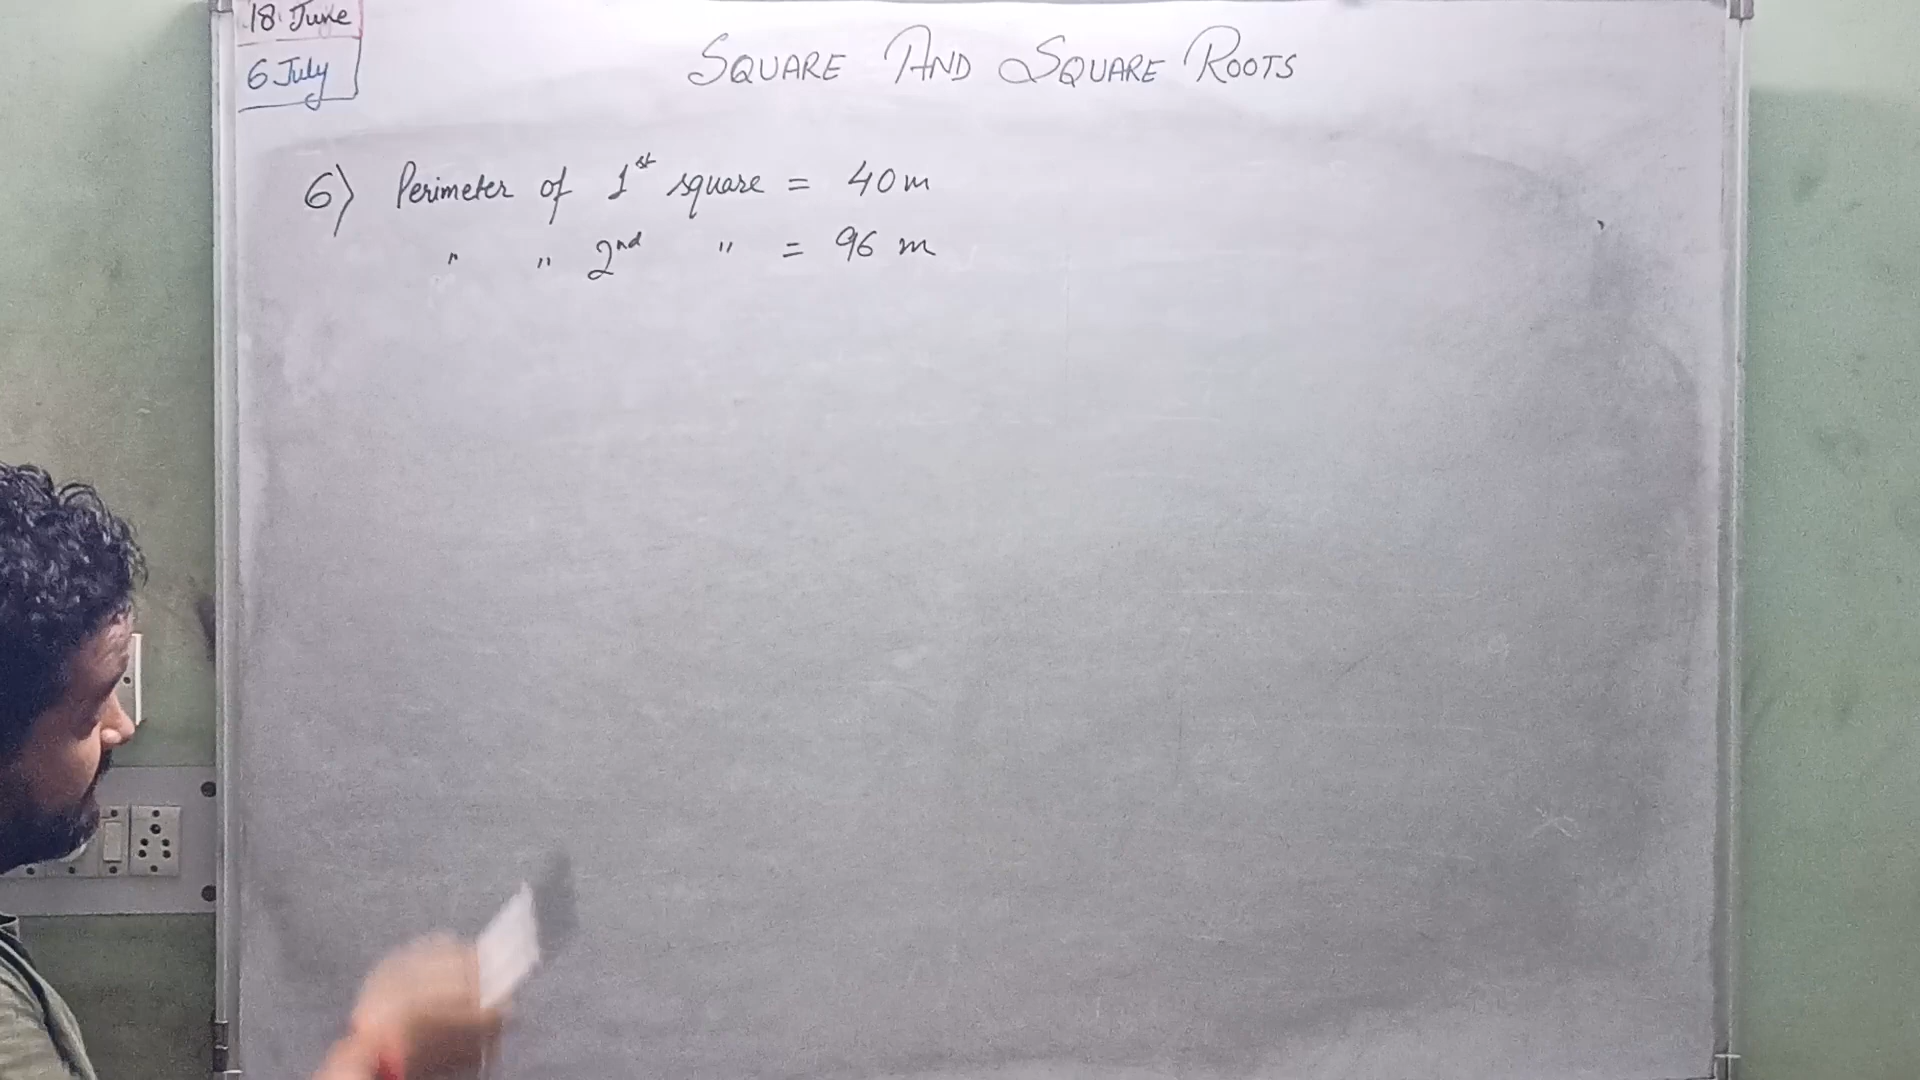 18 June
6 July
SQUARE AND SQUARE ROOTS
6) Perimeter of 1st square = 40 m
" " 2nd " = 96 m